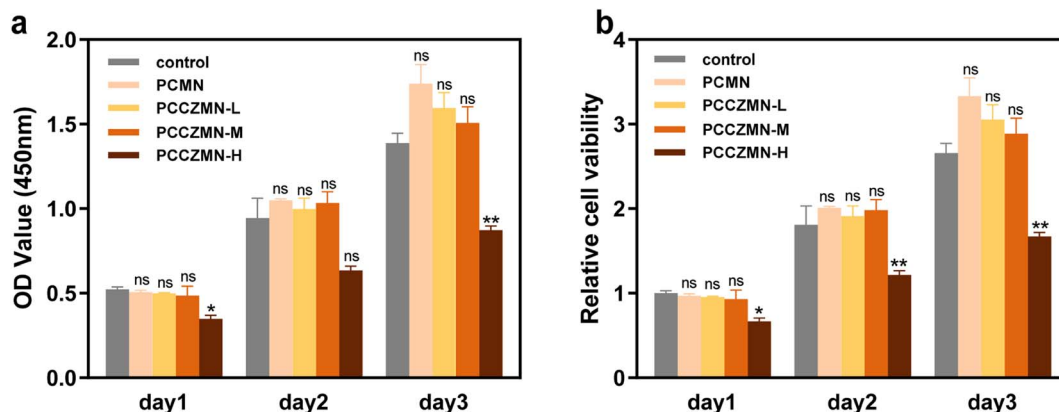 a
OD Value (450nm)
2.0
1.5
1.0
0.5
0.0
control
PCMN
PCCZMN-L
PCCZMN-M
PCCZMN-H
ns ns ns *
ns ns ns ns
ns ns ns **
day1 day2 day3
b
Relative cell vaibility
4
3
2
1
0
control
PCMN
PCCZMN-L
PCCZMN-M
PCCZMN-H
ns ns ns *
ns ns ns **
ns ns ns **
day1 day2 day3